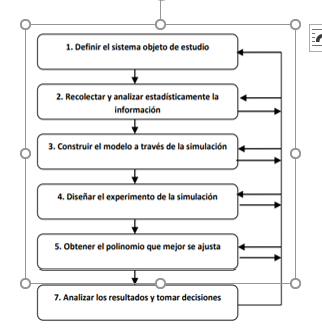 1. Definir el sistema objeto de estudio
2. Recolectar y analizar estadísticamente la
información
3. Construir el modelo a través de la simulación
4. Diseñar el experimento de la simulación
5. Obtener el polinomio que mejor se ajusta
7. Analizar los resultados y tomar decisiones